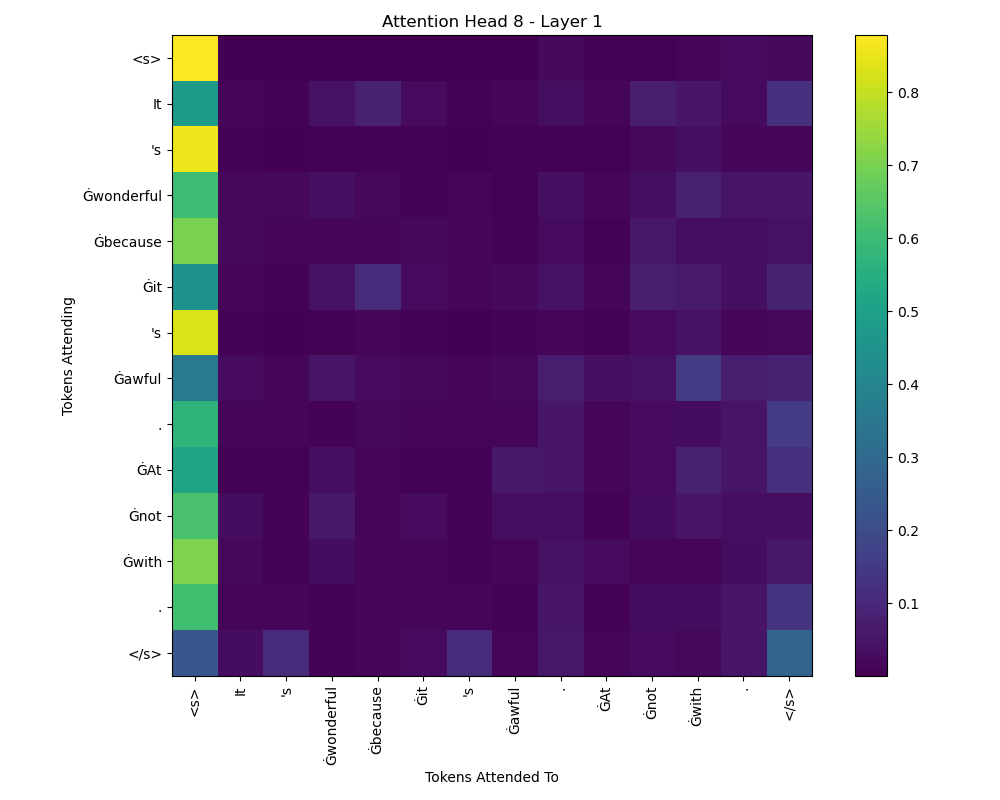 Attention Head 8 - Layer 1
Tokens Attending
<s>
It
's
Ġwonderful
Ġbecause
Ġit
's
Ġawful
.
ĠAt
Ġnot
Ġwith
.
</s>
<s>
It
's
Ġwonderful
Ġbecause
Ġit
's
Ġawful
.
ĠAt
Ġnot
Ġwith
.
</s>
Tokens Attended To
0.8
0.7
0.6
0.5
0.4
0.3
0.2
0.1